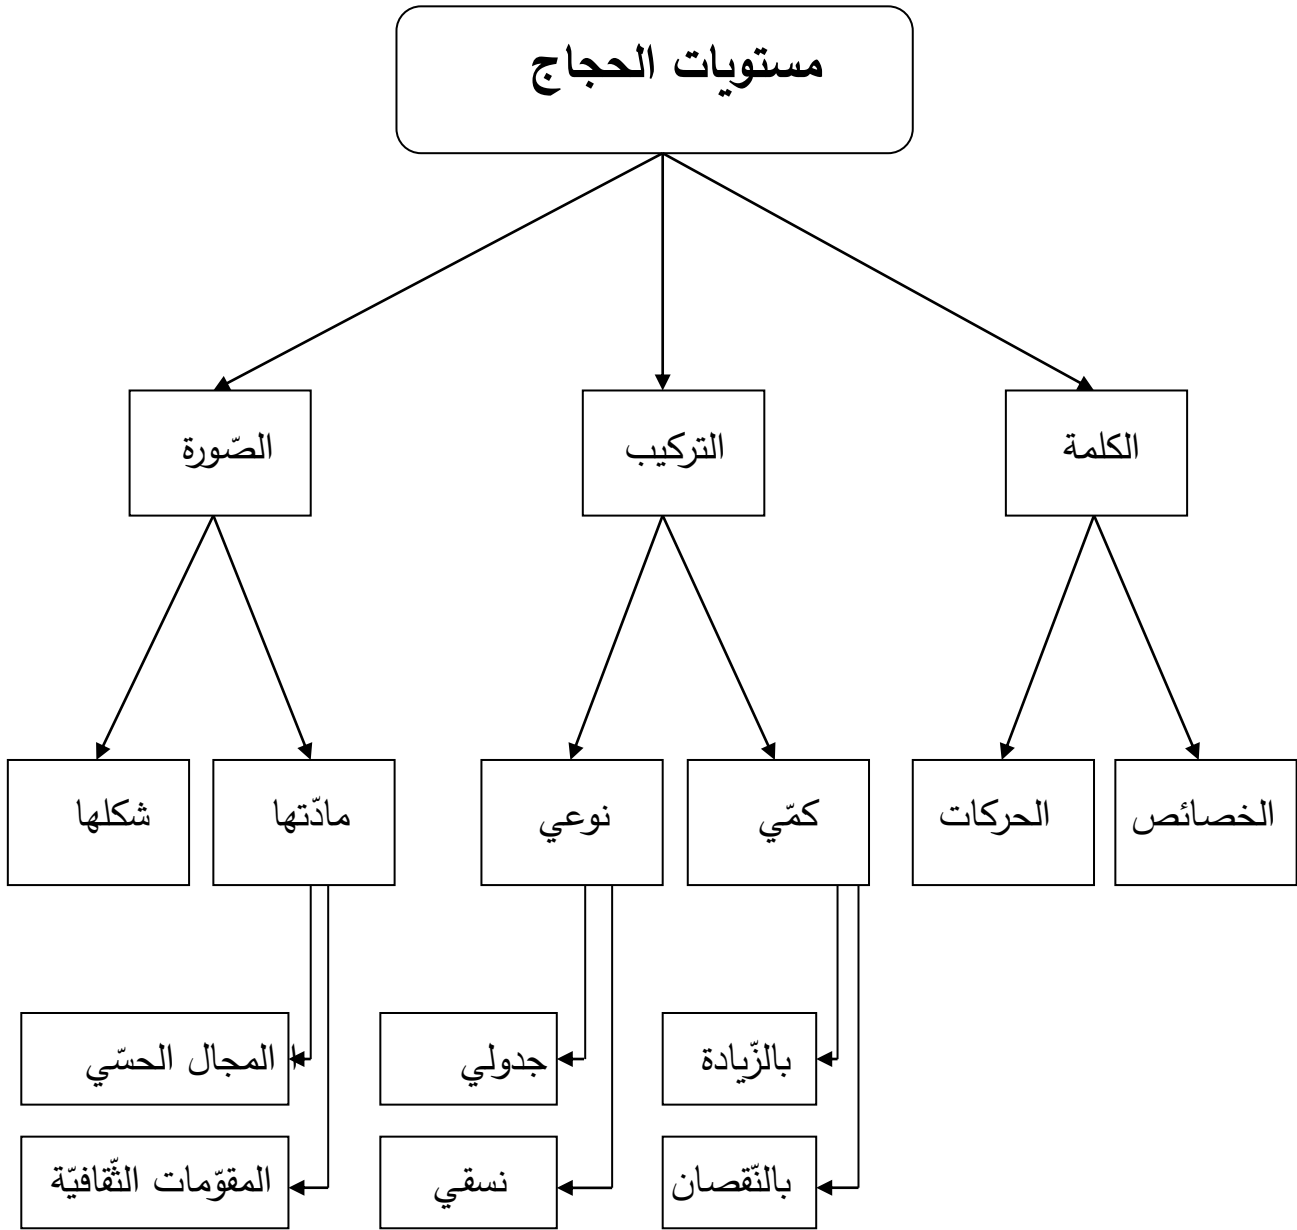 مستويات الحجاج
الكلمة
التركيب
الصّورة
الخصائص
الحركات
كمّي
نوعي
مادّتها
شكلها
بالزّيادة
جدولي
المجال الحسّي
بالنّقصان
نسقي
المقوّمات الثّقافيّة